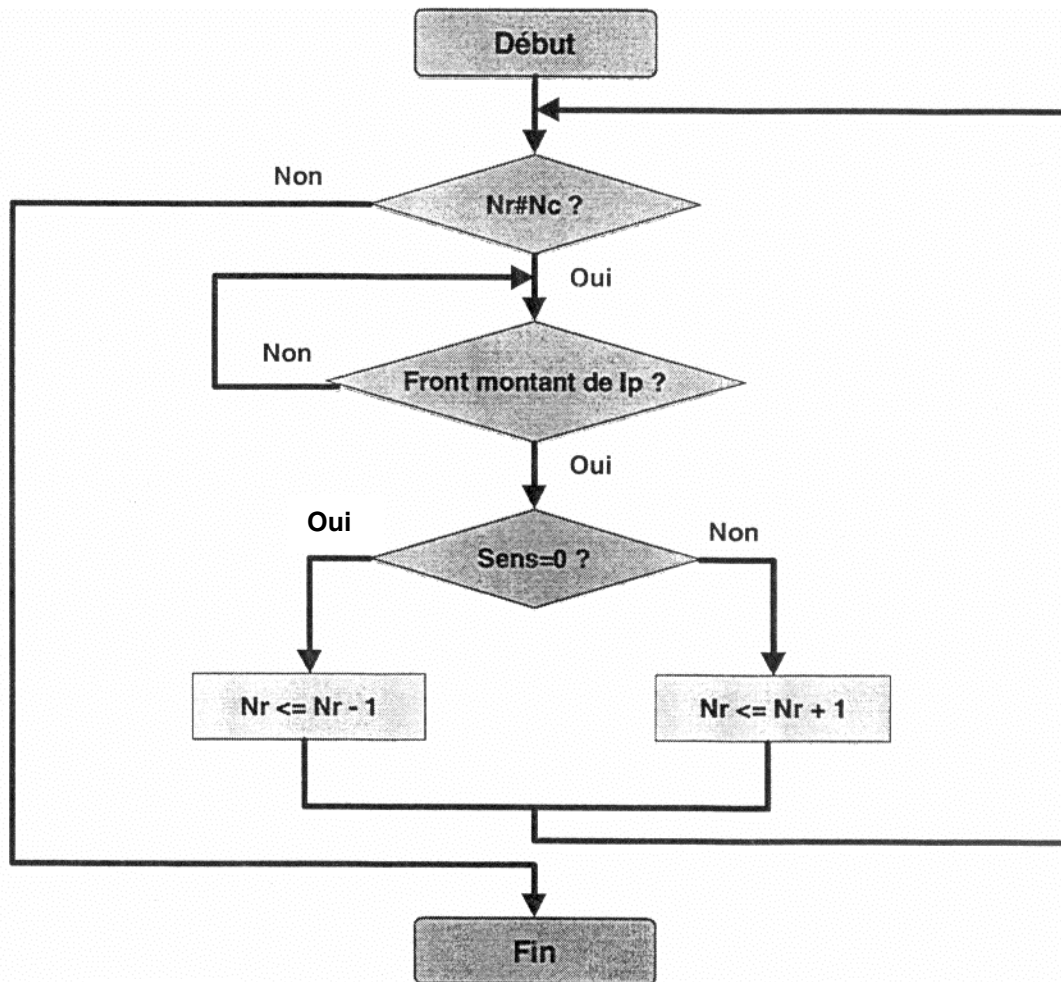 Début
Non
Nr#Nc ?
Oui
Non
Front montant de Ip ?
Oui
Oui
Sens=0 ?
Non
Nr <= Nr - 1
Nr <= Nr + 1
Fin